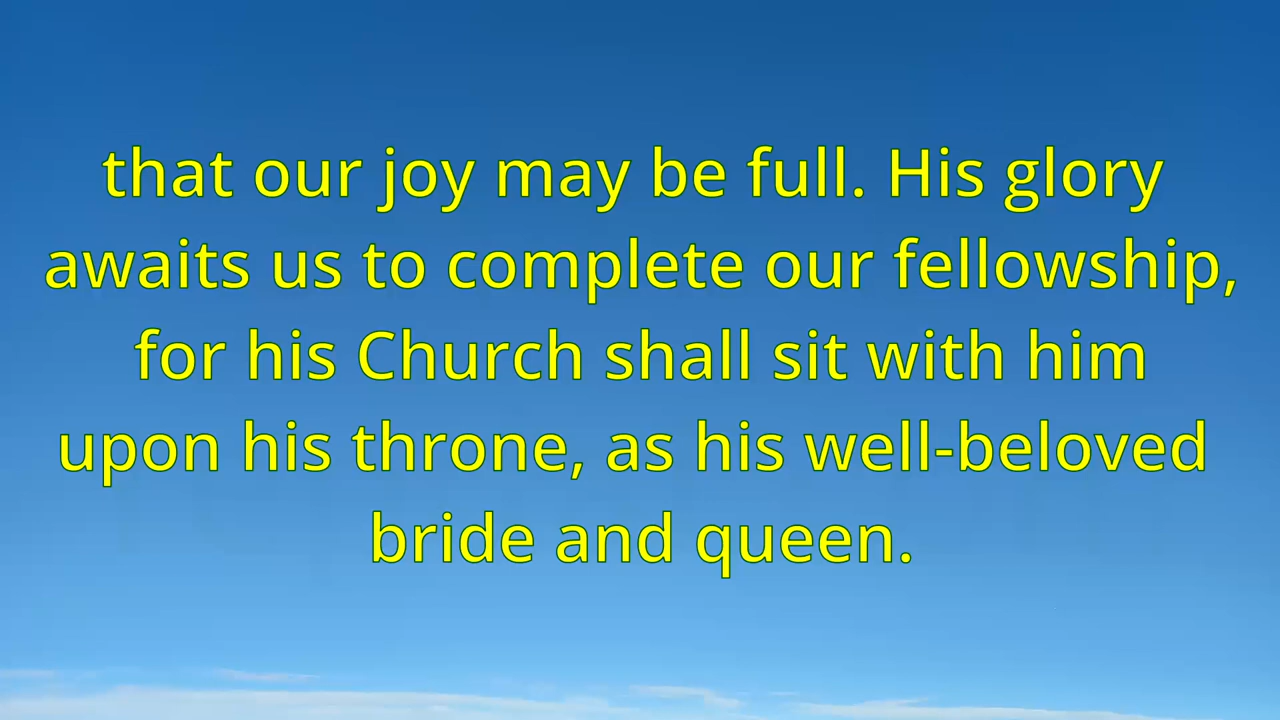 that our joy may be full. His glory
awaits us to complete our fellowship,
for his Church shall sit with him
upon his throne, as his well-beloved
bride and queen.